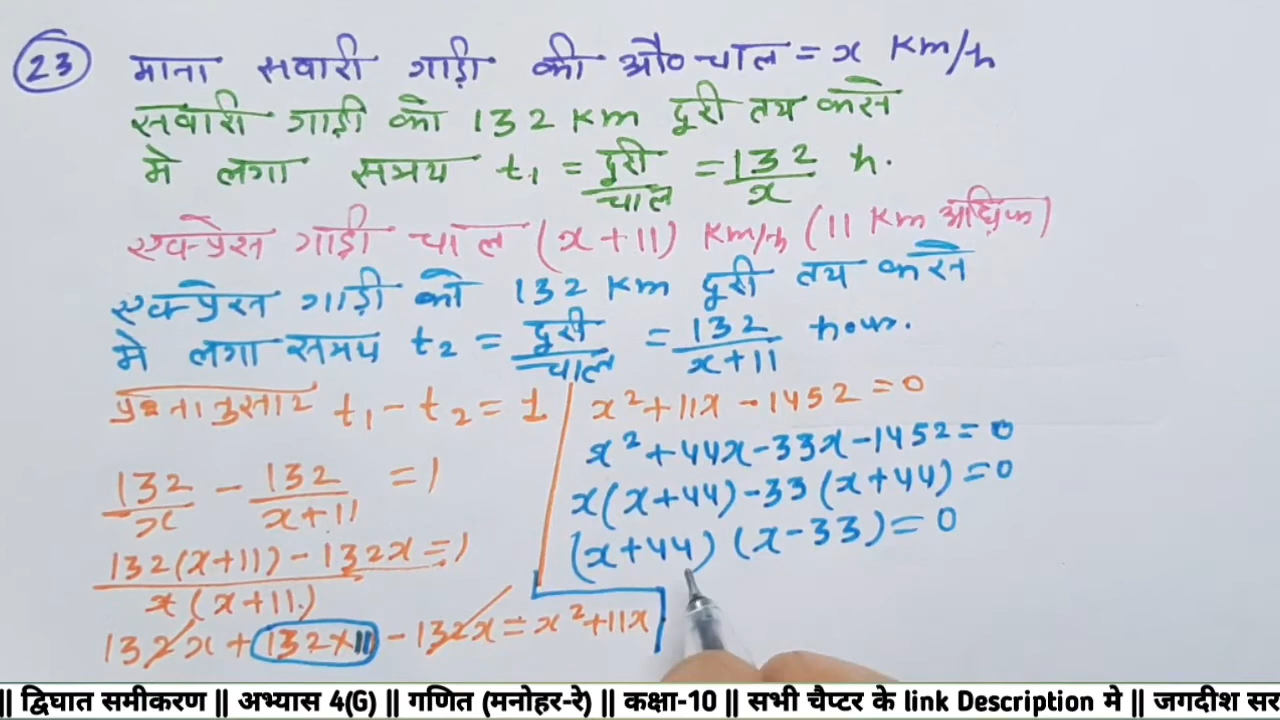 23 माना सवारी गाड़ी की औ० चाल = x Km/h
सवारी गाड़ी को 132 Km दूरी तय करने
मे लगा समय t₁ = दूरी/चाल = 132/x h.
एक्प्रेस गाड़ी चाल (x+11) Km/h (11 Km अधिक)
एक्प्रेस गाड़ी को 132 Km दूरी तय करने
मे लगा समय t₂ = दूरी/चाल = 132/x+11 hour.
प्रश्नानुसार t₁ - t₂ = 1
132/x - 132/x+11 = 1
132(x+11) - 132x/x(x+11) = 1
132x + 132×11 - 132x = x²+11x
x²+11x - 1452 = 0
x²+44x-33x-1452 = 0
x(x+44)-33(x+44) = 0
(x+44) (x-33) = 0
|| द्विघात समीकरण || अभ्यास 4(G) || गणित (मनोहर-रे) || कक्षा-10 || सभी चैप्टर के link Description मे || जगदीश सर